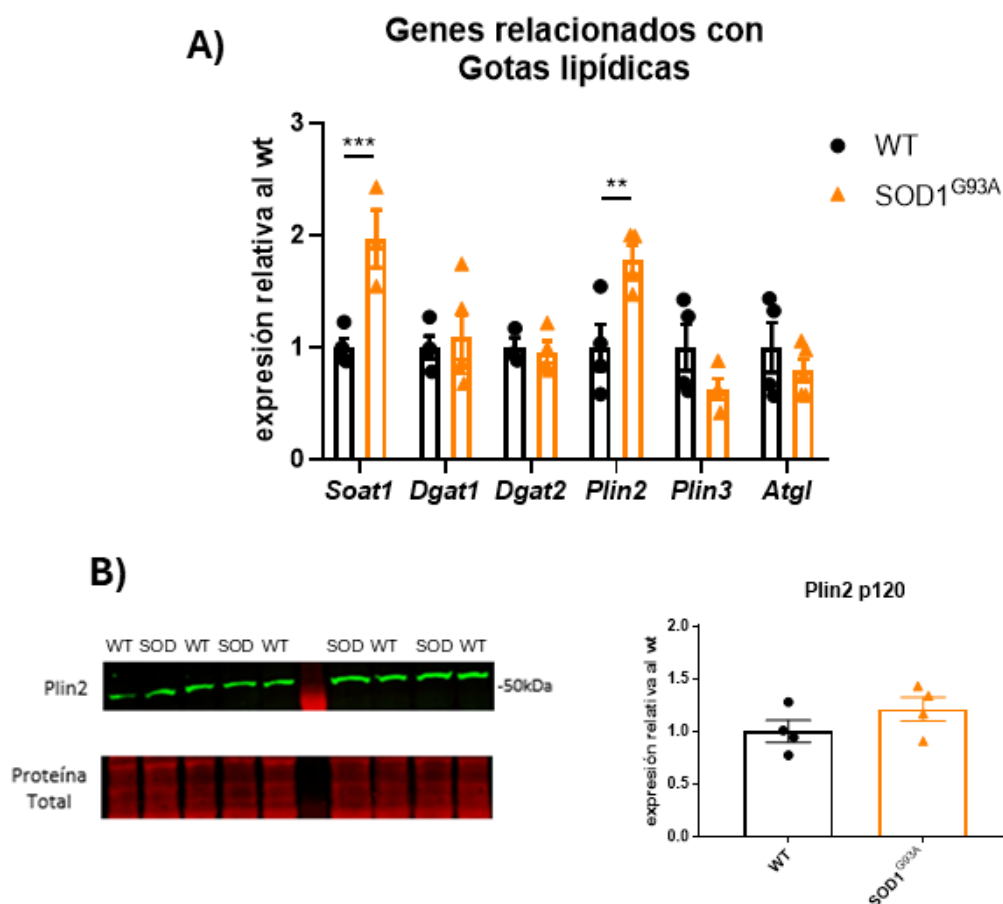 A)
Genes relacionados con
Gotas lipídicas
expresión relativa al wt
3
2
1
0
***
**
WT
SOD1G93A
Soat1 Dgat1 Dgat2 Plin2 Plin3 Atgl
B)
WT SOD WT SOD WT SOD WT SOD WT
Plin2
-50kDa
Proteína
Total
Plin2 p120
expresión relativa al wt
2.0
1.5
1.0
0.5
0.0
WT
SOD1G93A